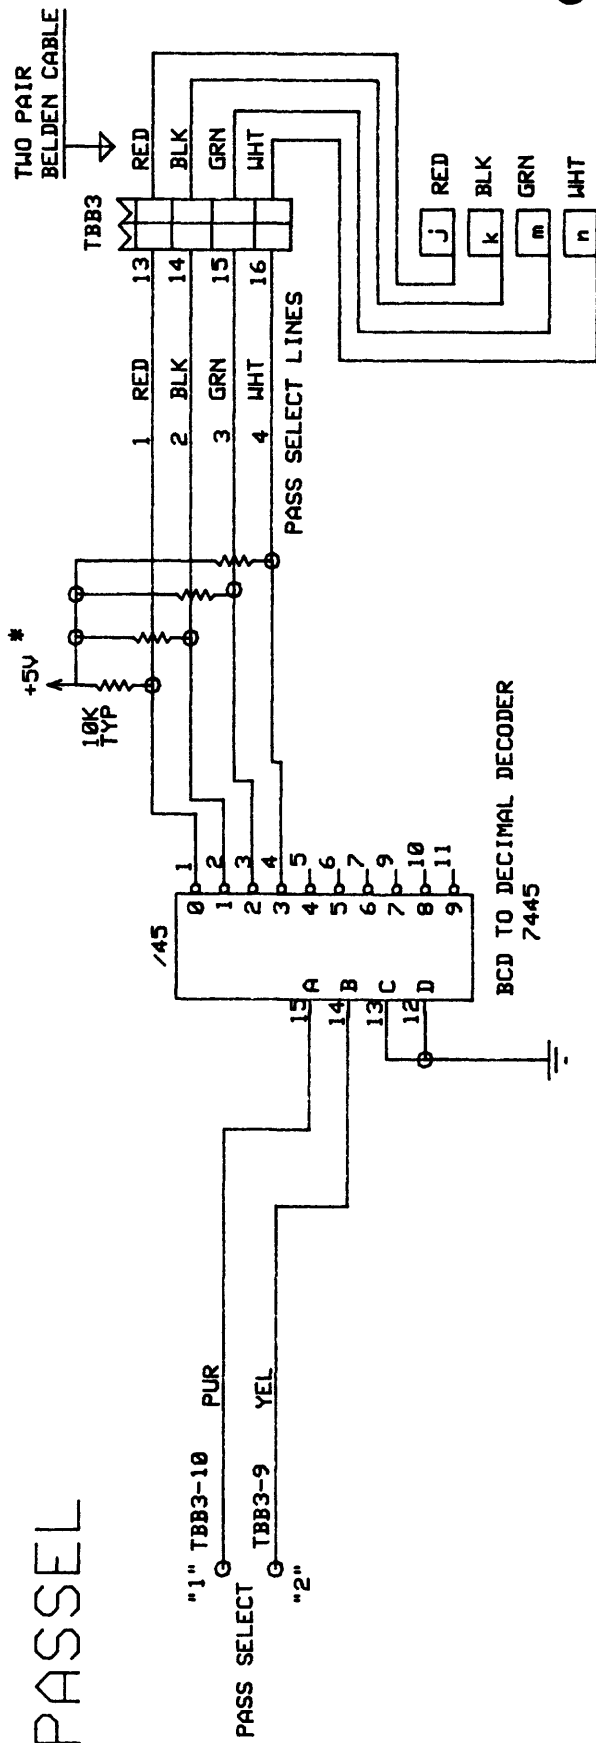 PASSEL
"1" TBB3-10 PUR
PASS SELECT
TBB3-9 YEL
"2"
/45
15 A
14 B
13 C
12 D
0 1
1 2
2 3
3 4
4 5
5 6
6 7
7 9
8 10
9 11
BCD TO DECIMAL DECODER
7445
+5V *
10K
TYP
1 RED
2 BLK
3 GRN
4 WHT
PASS SELECT LINES
TBB3
13
14
15
16
TWO PAIR
BELDEN CABLE
RED
BLK
GRN
WHT
j RED
k BLK
m GRN
n WHT